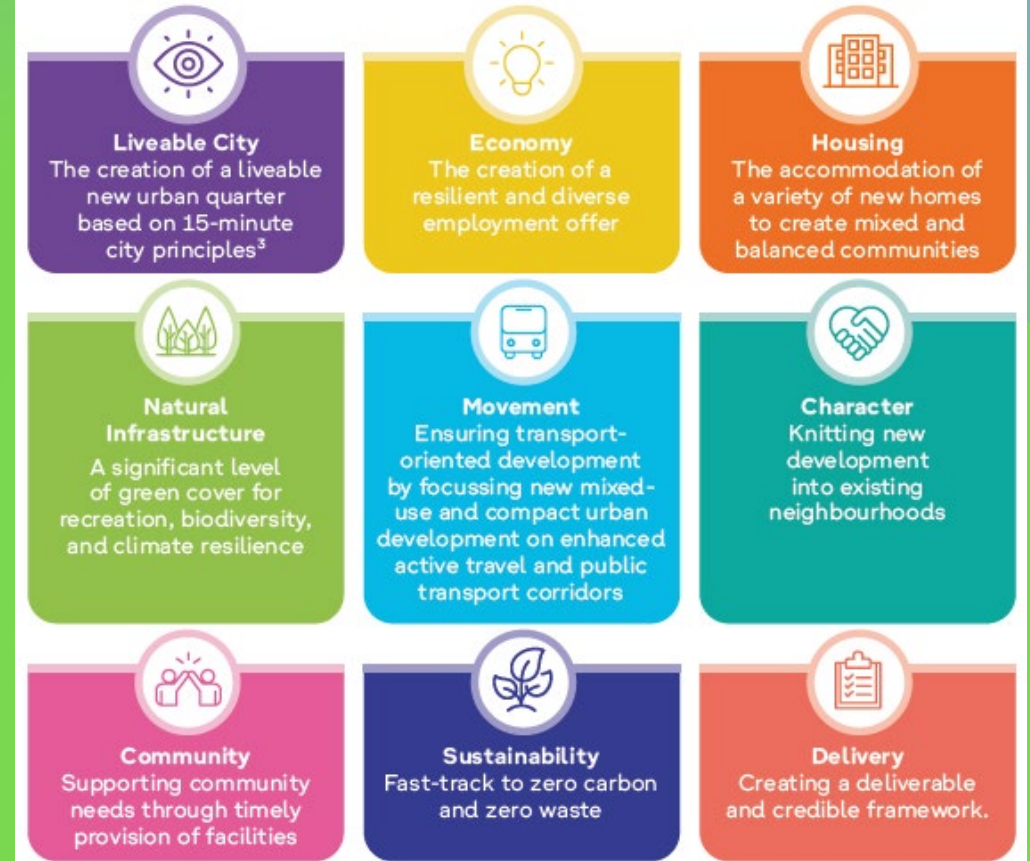 Liveable City
The creation of a liveable
new urban quarter
based on 15-minute
city principles³
Economy
The creation of a
resilient and diverse
employment offer
Housing
The accommodation of
a variety of new homes
to create mixed and
balanced communities
Natural
Infrastructure
A significant level
of green cover for
recreation, biodiversity,
and climate resilience
Movement
Ensuring transport-
oriented development
by focussing new mixed-
use and compact urban
development on enhanced
active travel and public
transport corridors
Character
Knitting new
development
into existing
neighbourhoods
Community
Supporting community
needs through timely
provision of facilities
Sustainability
Fast-track to zero carbon
and zero waste
Delivery
Creating a deliverable
and credible framework.